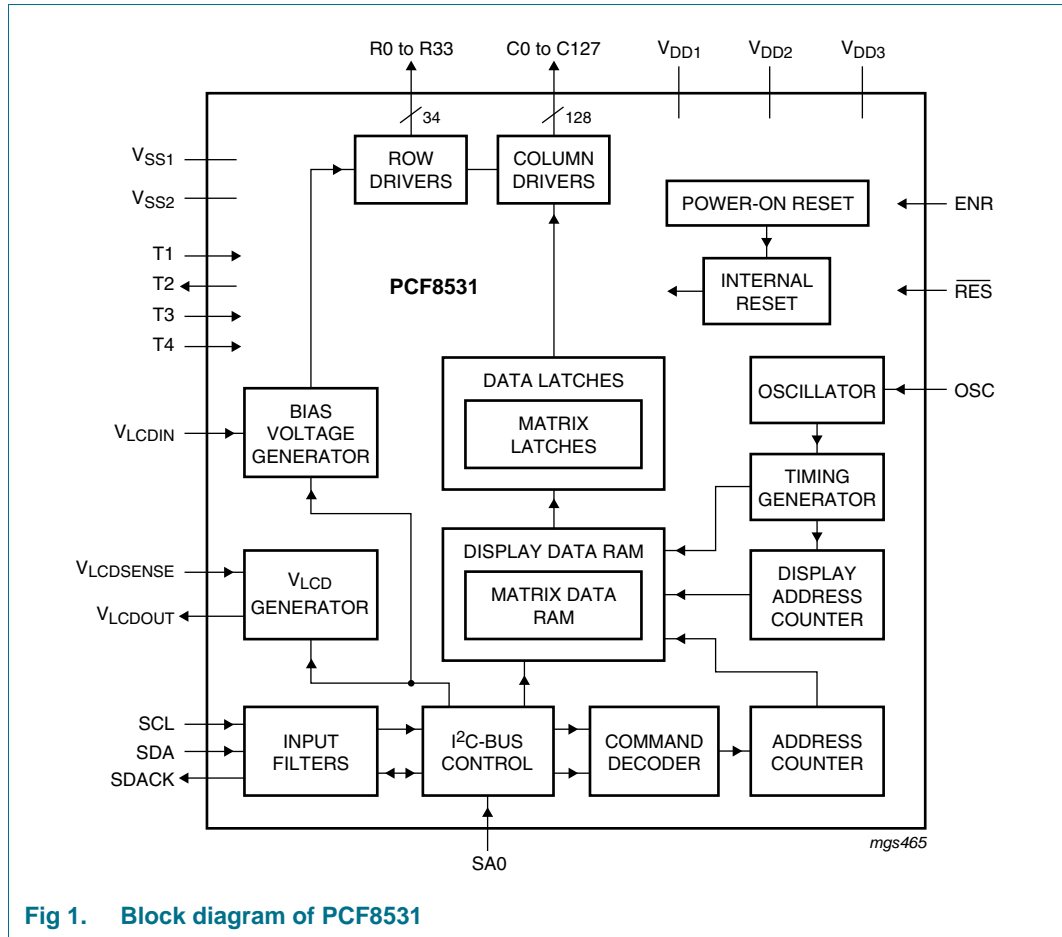 R0 to R33
C0 to C127
VDD1
VDD2
VDD3
34
128
VSS1
VSS2
T1
T2
T3
T4
ROW
DRIVERS
COLUMN
DRIVERS
POWER-ON RESET
ENR
INTERNAL
RESET
RES
PCF8531
DATA LATCHES
MATRIX
LATCHES
OSCILLATOR
OSC
VLCDIN
BIAS
VOLTAGE
GENERATOR
TIMING
GENERATOR
DISPLAY DATA RAM
MATRIX DATA
RAM
DISPLAY
ADDRESS
COUNTER
VLCDSENSE
VLCDOUT
VLCD
GENERATOR
SCL
SDA
SDACK
INPUT
FILTERS
I2C-BUS
CONTROL
COMMAND
DECODER
ADDRESS
COUNTER
SA0
mgs465
Fig 1. Block diagram of PCF8531